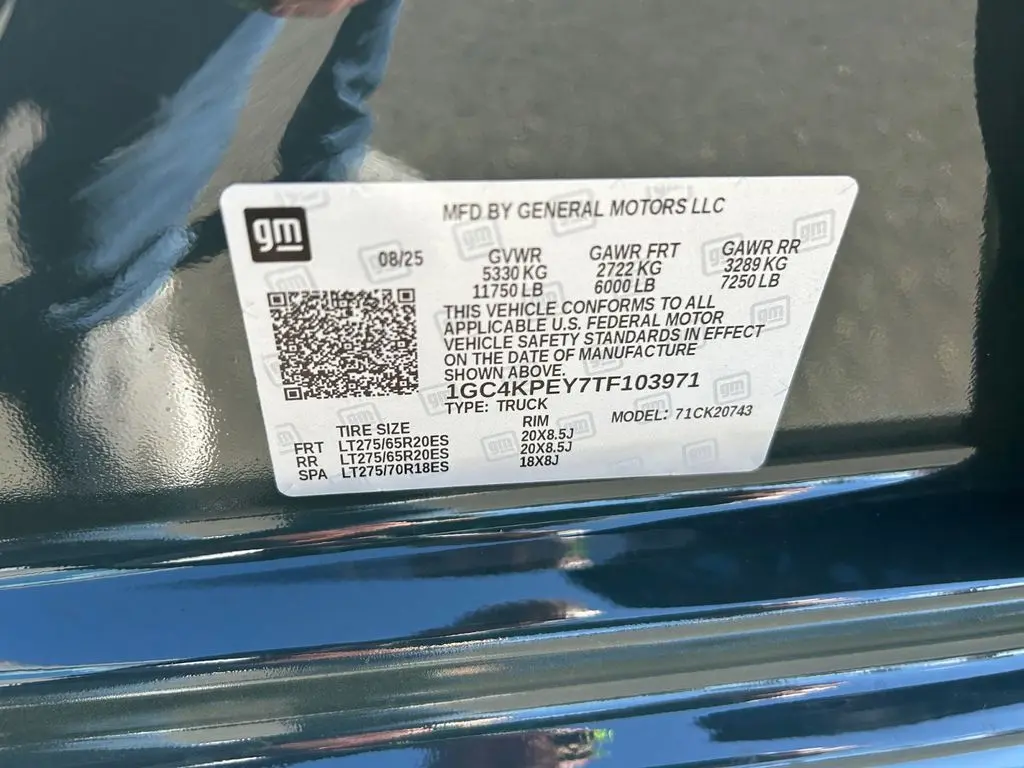 gm
MFD BY GENERAL MOTORS LLC
08/25
GVWR GAWR FRT GAWR RR
5330 KG 2722 KG 3289 KG
11750 LB 6000 LB 7250 LB
THIS VEHICLE CONFORMS TO ALL
APPLICABLE U.S. FEDERAL MOTOR
VEHICLE SAFETY STANDARDS IN EFFECT
ON THE DATE OF MANUFACTURE
SHOWN ABOVE.
1GC4KPEY7TF103971
TYPE: TRUCK MODEL: 71CK20743
TIRE SIZE RIM
FRT LT275/65R20ES 20X8.5J
RR LT275/65R20ES 20X8.5J
SPA LT275/70R18ES 18X8J